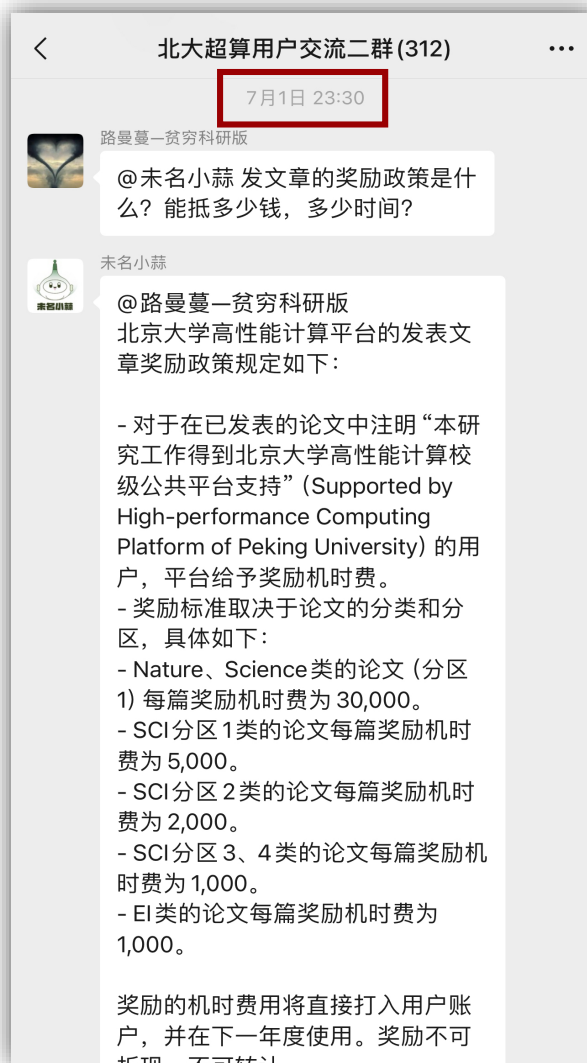 北大超算用户交流二群(312)
7月1日 23:30
路曼蔓—贫穷科研版
@未名小蒜 发文章的奖励政策是什
么？能抵多少钱，多少时间？
未名小蒜
未名小蒜
@路曼蔓—贫穷科研版
北京大学高性能计算平台的发表文
章奖励政策规定如下：
- 对于在已发表的论文中注明“本研
究工作得到北京大学高性能计算校
级公共平台支持”（Supported by
High-performance Computing
Platform of Peking University）的用
户，平台给予奖励机时费。
- 奖励标准取决于论文的分类和分
区，具体如下：
- Nature、Science类的论文（分区
1）每篇奖励机时费为30,000。
- SCI分区1类的论文每篇奖励机时
费为5,000。
- SCI分区2类的论文每篇奖励机时
费为2,000。
- SCI分区3、4类的论文每篇奖励机
时费为1,000。
- EI类的论文每篇奖励机时费为
1,000。
奖励的机时费用将直接打入用户账
户，并在下一年度使用。奖励不可